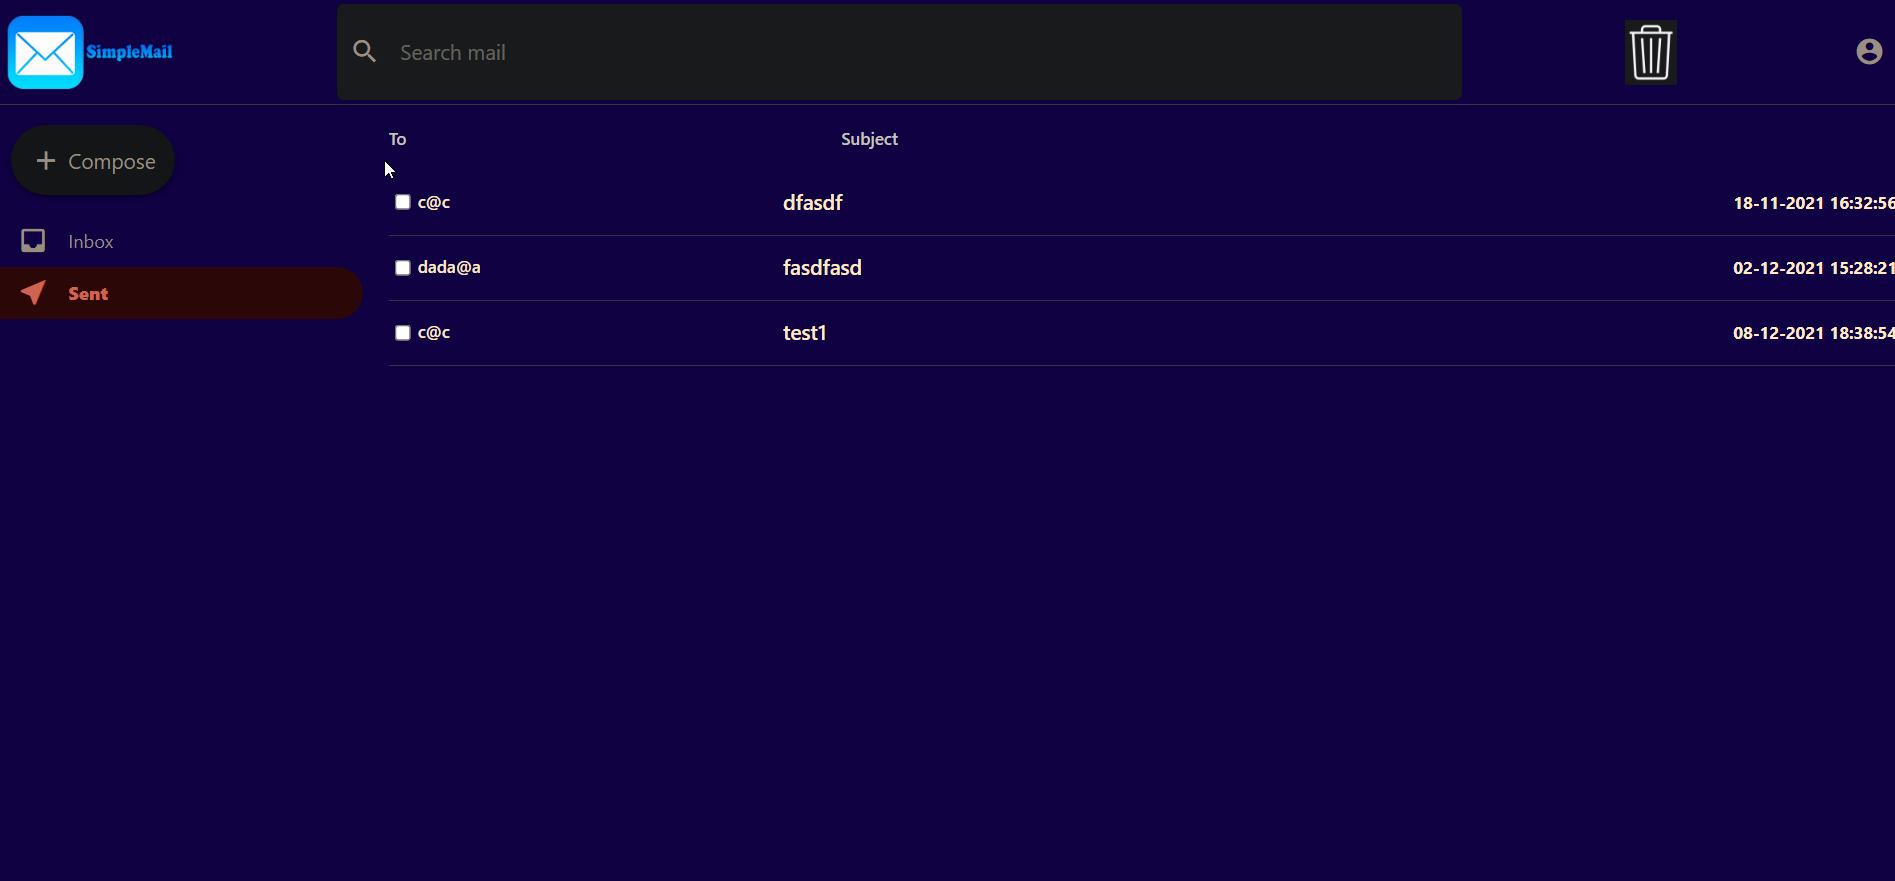 SimpleMail
Search mail
Compose
Inbox
Sent
To Subject
c@c dfasdf 18-11-2021 16:32:56
dada@a fasdfasd 02-12-2021 15:28:21
c@c test1 08-12-2021 18:38:54